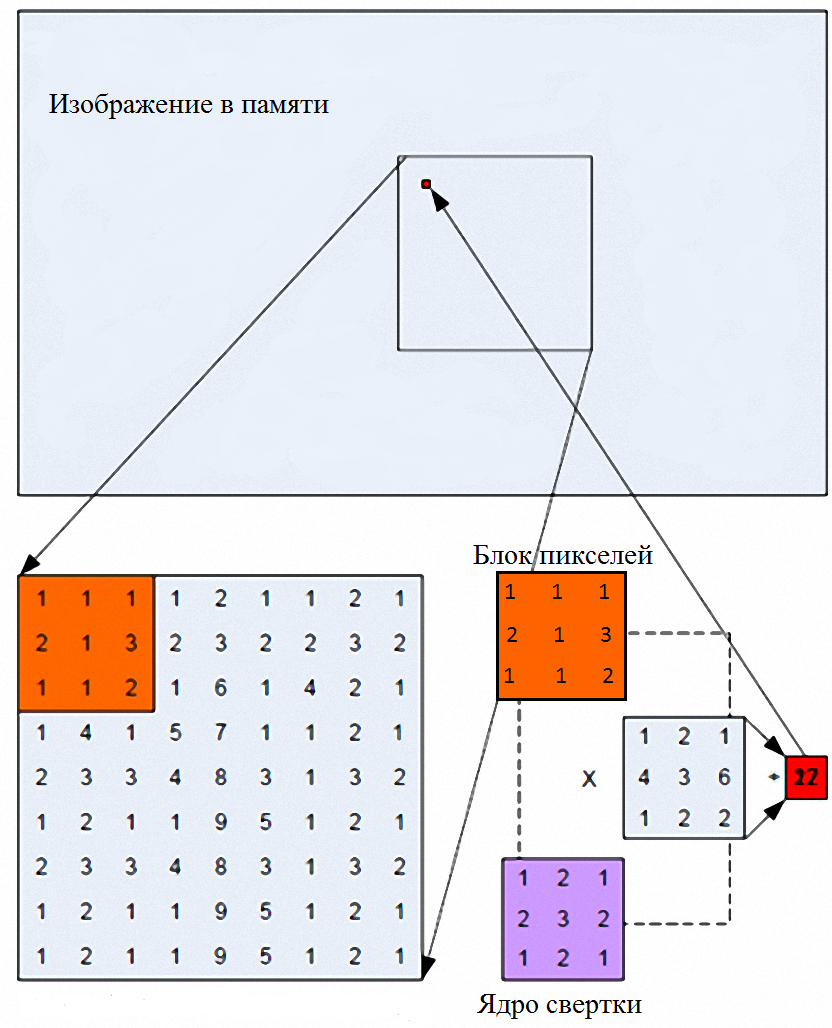 Изображение в памяти
1 1 1 1 2 1 1 2 1
2 1 3 2 3 2 2 3 2
1 1 2 1 6 1 4 2 1
1 4 1 5 7 1 1 2 1
2 3 3 4 8 3 1 3 2
1 2 1 1 9 5 1 2 1
2 3 3 4 8 3 1 3 2
1 2 1 1 9 5 1 2 1
1 2 1 1 9 5 1 2 1
Блок пикселей
1 1 1
2 1 3
1 1 2
X
1 2 1
4 3 6
1 2 2
1 2 1
2 3 2
1 2 1
Ядро свертки